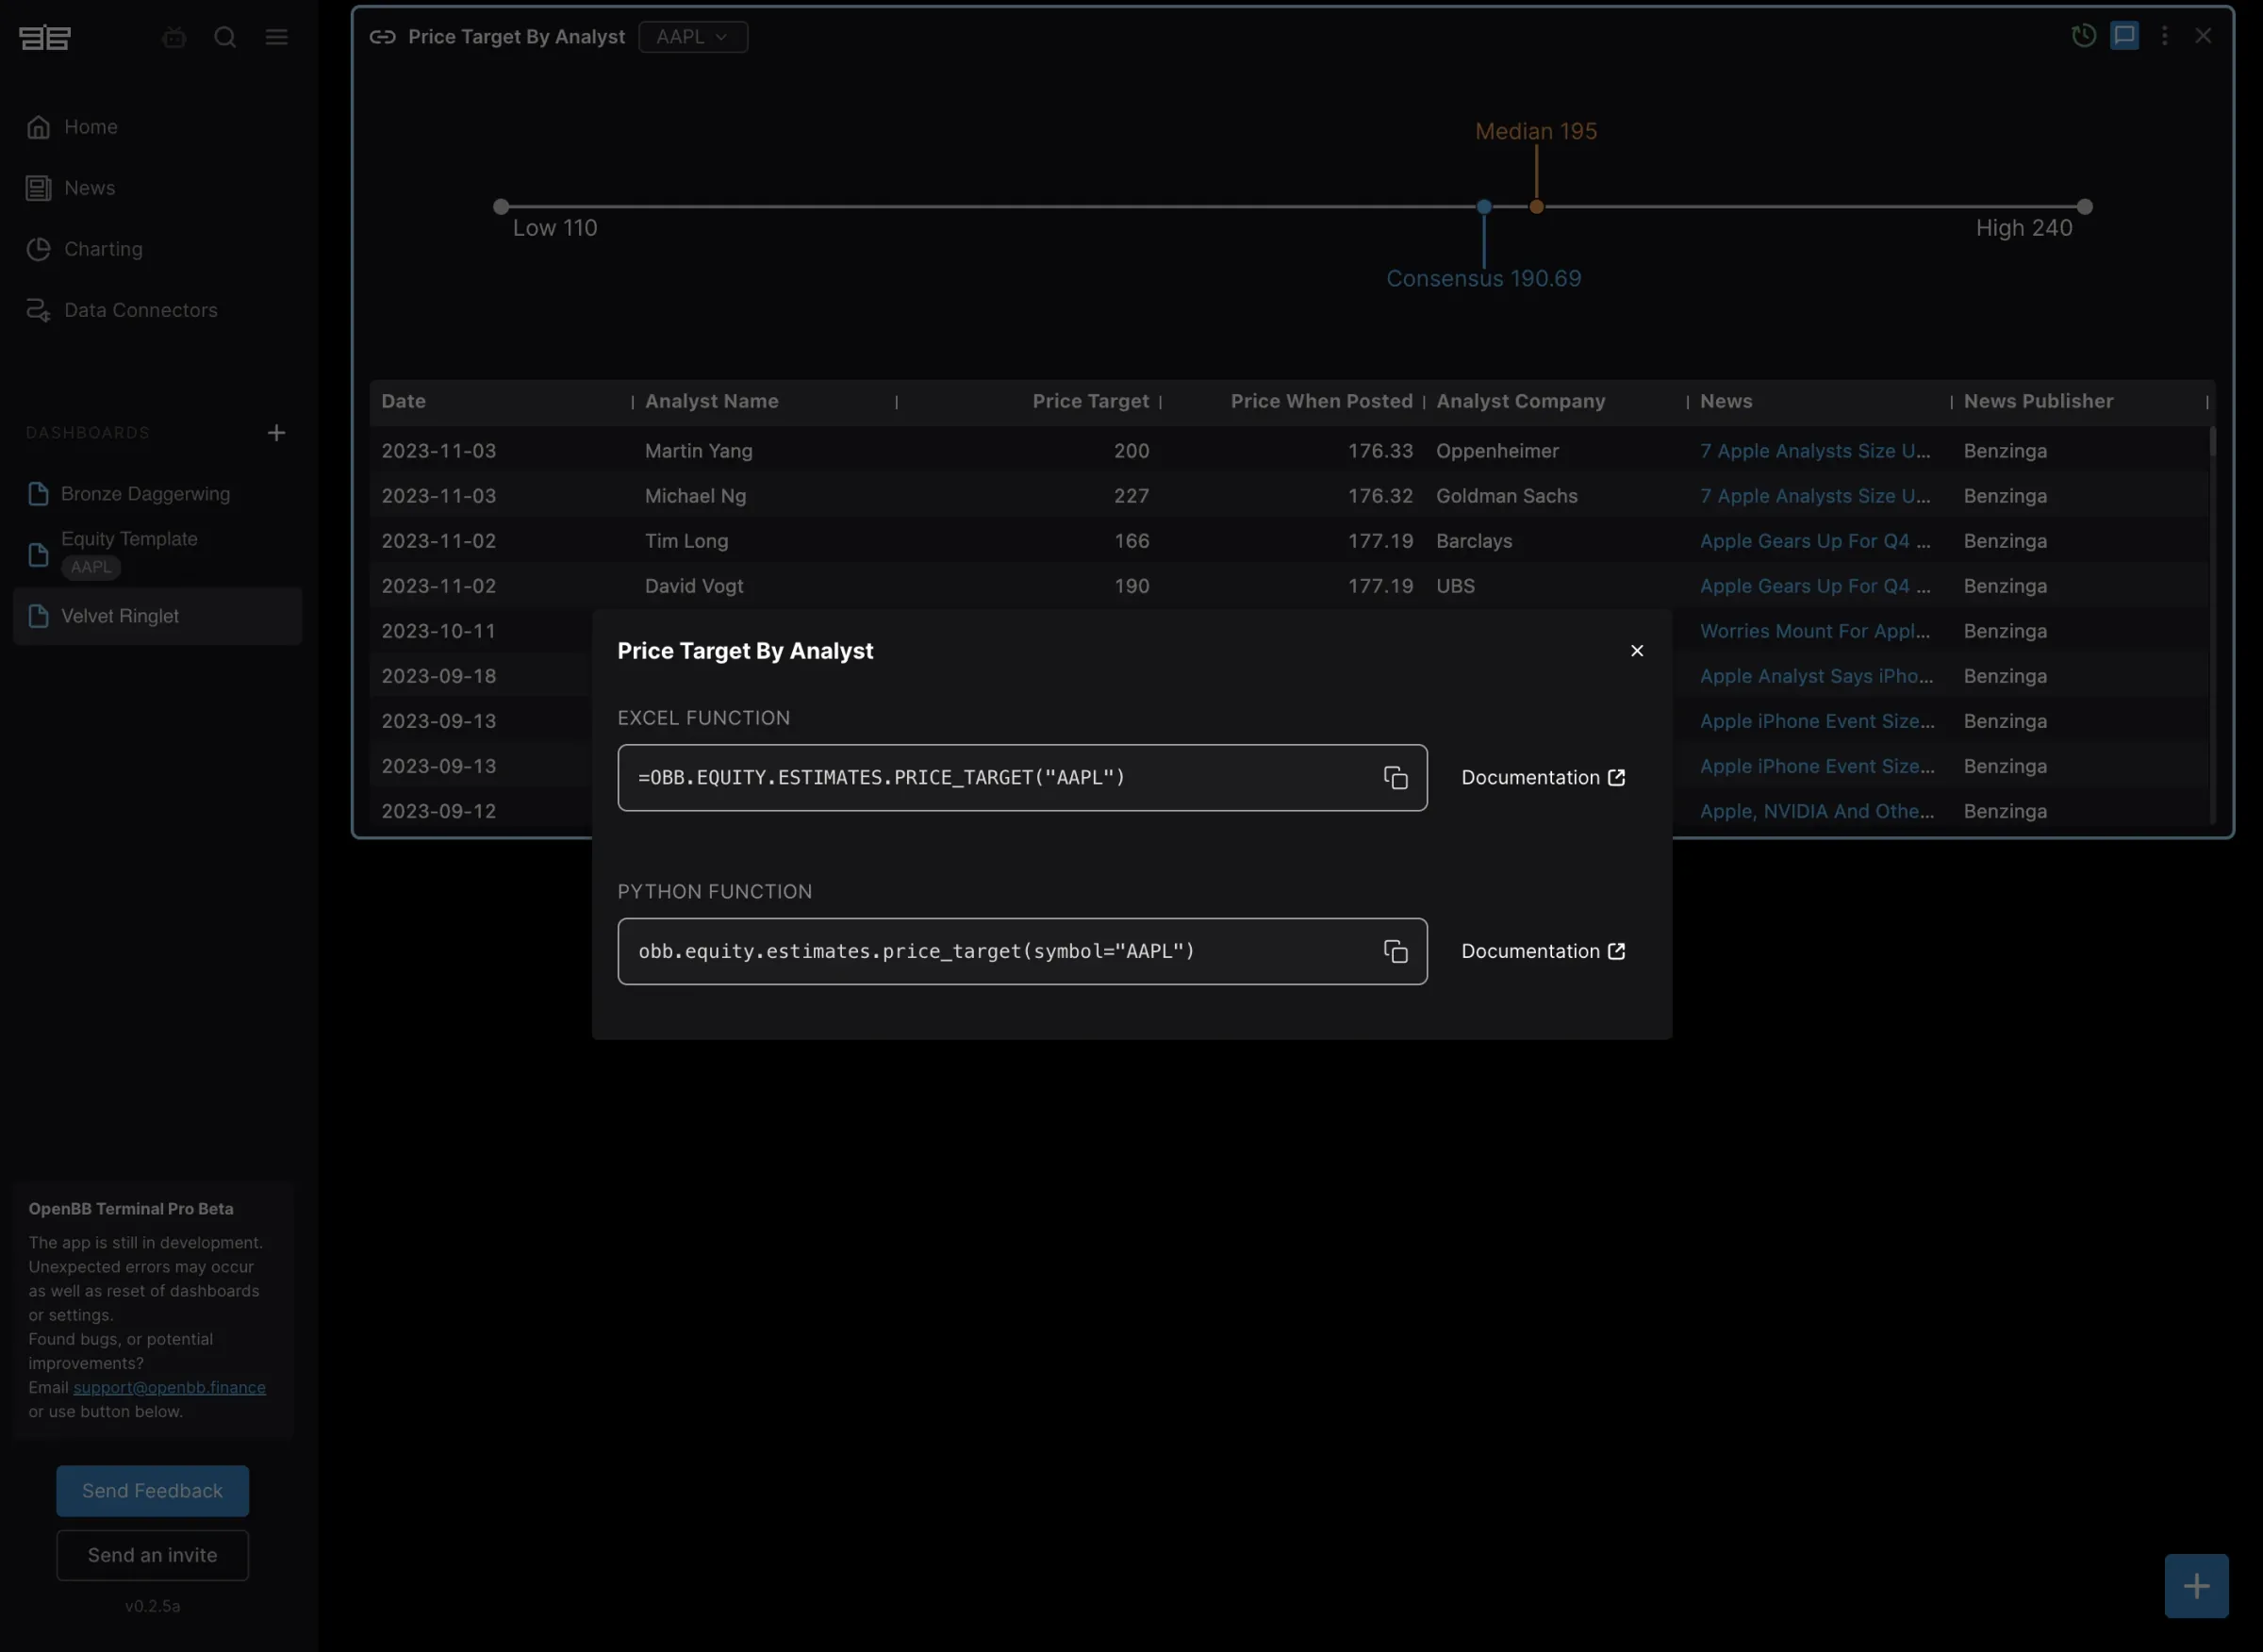 Home
News
Charting
Data Connectors
DASHBOARDS
Bronze Daggerwing
Equity Template
AAPL
Velvet Ringlet
OpenBB Terminal Pro Beta
The app is still in development.
Unexpected errors may occur
as well as reset of dashboards
or settings.
Found bugs, or potential
improvements?
Email support@openbb.finance
or use button below.
Send Feedback
Send an invite
v0.2.5a
Price Target By Analyst AAPL
Median 195
Low 110
High 240
Consensus 190.69
Date | Analyst Name | Price Target | Price When Posted | Analyst Company | News | News Publisher |
2023-11-03 Martin Yang 200 176.33 Oppenheimer 7 Apple Analysts Size U... Benzinga
2023-11-03 Michael Ng 227 176.32 Goldman Sachs 7 Apple Analysts Size U... Benzinga
2023-11-02 Tim Long 166 177.19 Barclays Apple Gears Up For Q4 ... Benzinga
2023-11-02 David Vogt 190 177.19 UBS Apple Gears Up For Q4 ... Benzinga
2023-10-11 Worries Mount For Appl... Benzinga
2023-09-18 Apple Analyst Says iPho... Benzinga
2023-09-13 Apple iPhone Event Size... Benzinga
2023-09-13 Apple iPhone Event Size... Benzinga
2023-09-12 Apple, NVIDIA And Othe... Benzinga
Price Target By Analyst
EXCEL FUNCTION
=OBB.EQUITY.ESTIMATES.PRICE_TARGET("AAPL") Documentation
PYTHON FUNCTION
obb.equity.estimates.price_target(symbol="AAPL") Documentation